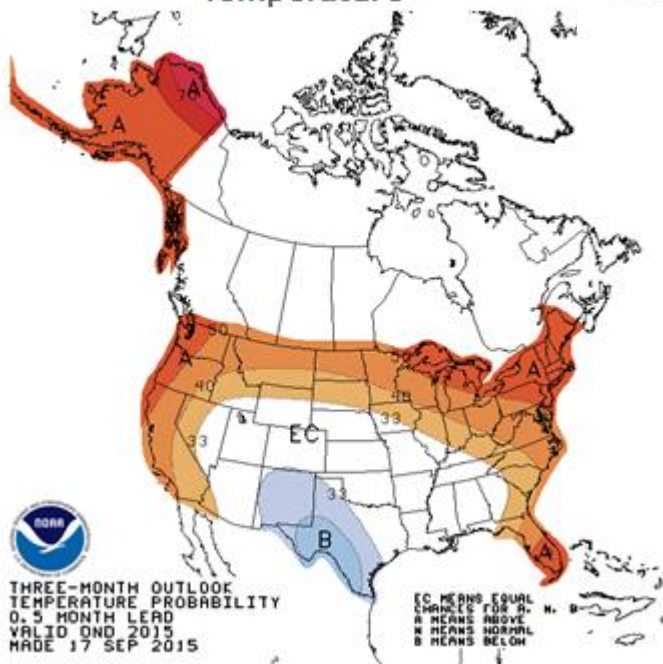 Temperature
A
70
A
50
A
50
A
40
40
33
33
EC
33
B
A
NOAA
THREE-MONTH OUTLOOK
TEMPERATURE PROBABILITY
0.5 MONTH LEAD
VALID OND 2015
MADE 17 SEP 2015
EC MEANS EQUAL
CHANCES FOR A, N, B
A MEANS ABOVE
N MEANS NORMAL
B MEANS BELOW